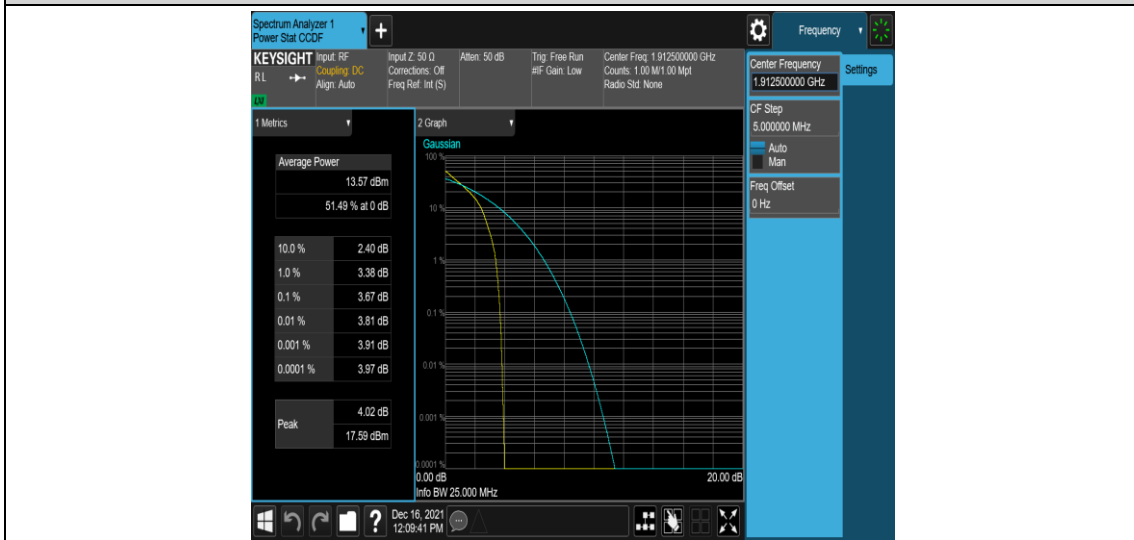 Spectrum Analyzer 1
Power Stat CCDF
Frequency
KEYSIGHT
RL
LXI
Input: RF
Coupling: DC
Align: Auto
Input Z: 50 Ω
Corrections: Off
Freq Ref: Int (S)
Atten: 50 dB
Trig: Free Run
#IF Gain: Low
Center Freq: 1.912500000 GHz
Counts: 1.00 M/1.00 Mpt
Radio Std: None
Center Frequency
1.912500000 GHz
Settings
CF Step
5.000000 MHz
Auto
Man
Freq Offset
0 Hz
1 Metrics
Average Power
13.57 dBm
51.49 % at 0 dB
10.0 % 2.40 dB
1.0 % 3.38 dB
0.1 % 3.67 dB
0.01 % 3.81 dB
0.001 % 3.91 dB
0.0001 % 3.97 dB
Peak
4.02 dB
17.59 dBm
2 Graph
Gaussian
100 %
10 %
1 %
0.1 %
0.01 %
0.001 %
0.0001 %
0.00 dB 20.00 dB
Info BW 25.000 MHz
?
Dec 16, 2021
12:09:41 PM